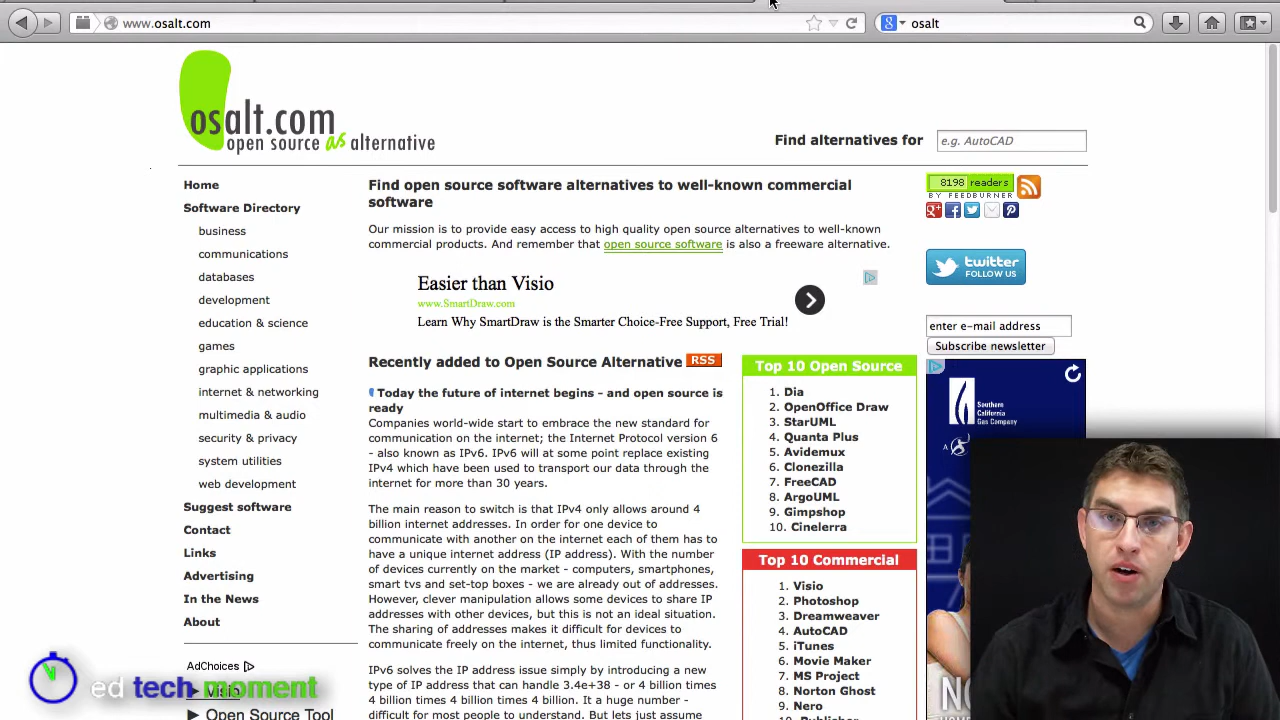 www.osalt.com
osalt
osalt.com
open source as alternative
Find alternatives for
e.g. AutoCAD
Home
Software Directory
business
communications
databases
development
education & science
games
graphic applications
internet & networking
multimedia & audio
security & privacy
system utilities
web development
Suggest software
Contact
Links
Advertising
In the News
About
AdChoices
Visio
Open Source Tool
Find open source software alternatives to well-known commercial
software
Our mission is to provide easy access to high quality open source alternatives to well-known
commercial products. And remember that open source software is also a freeware alternative.
Easier than Visio
www.SmartDraw.com
Learn Why SmartDraw is the Smarter Choice-Free Support, Free Trial!
Recently added to Open Source Alternative RSS
Today the future of internet begins - and open source is
ready
Companies world-wide start to embrace the new standard for
communication on the internet; the Internet Protocol version 6
- also known as IPv6. IPv6 will at some point replace existing
IPv4 which have been used to transport our data through the
internet for more than 30 years.
The main reason to switch is that IPv4 only allows around 4
billion internet addresses. In order for one device to
communicate with another on the internet each of them has to
have a unique internet address (IP address). With the number
of devices currently on the market - computers, smartphones,
smart tvs and set-top boxes - we are already out of addresses.
However, clever manipulation allows some devices to share IP
addresses with other devices, but this is not an ideal situation.
The sharing of addresses makes it difficult for devices to
communicate freely on the internet, thus limited functionality.
IPv6 solves the IP address issue simply by introducing a new
type of IP address that can handle 3.4e+38 - or 4 billion times
4 billion times 4 billion times 4 billion. It a huge number -
difficult for most people to understand. But lets just assume
Top 10 Open Source
1. Dia
2. OpenOffice Draw
3. StarUML
4. Quanta Plus
5. Avidemux
6. Clonezilla
7. FreeCAD
8. ArgoUML
9. Gimpshop
10. Cinelerra
Top 10 Commercial
1. Visio
2. Photoshop
3. Dreamweaver
4. AutoCAD
5. iTunes
6. Movie Maker
7. MS Project
8. Norton Ghost
9. Nero
10. Publisher
8198 readers
BY FEEDBURNER
twitter
FOLLOW US
enter e-mail address
Subscribe newsletter
Southern
California
Gas Company
A
NO
ed tech moment